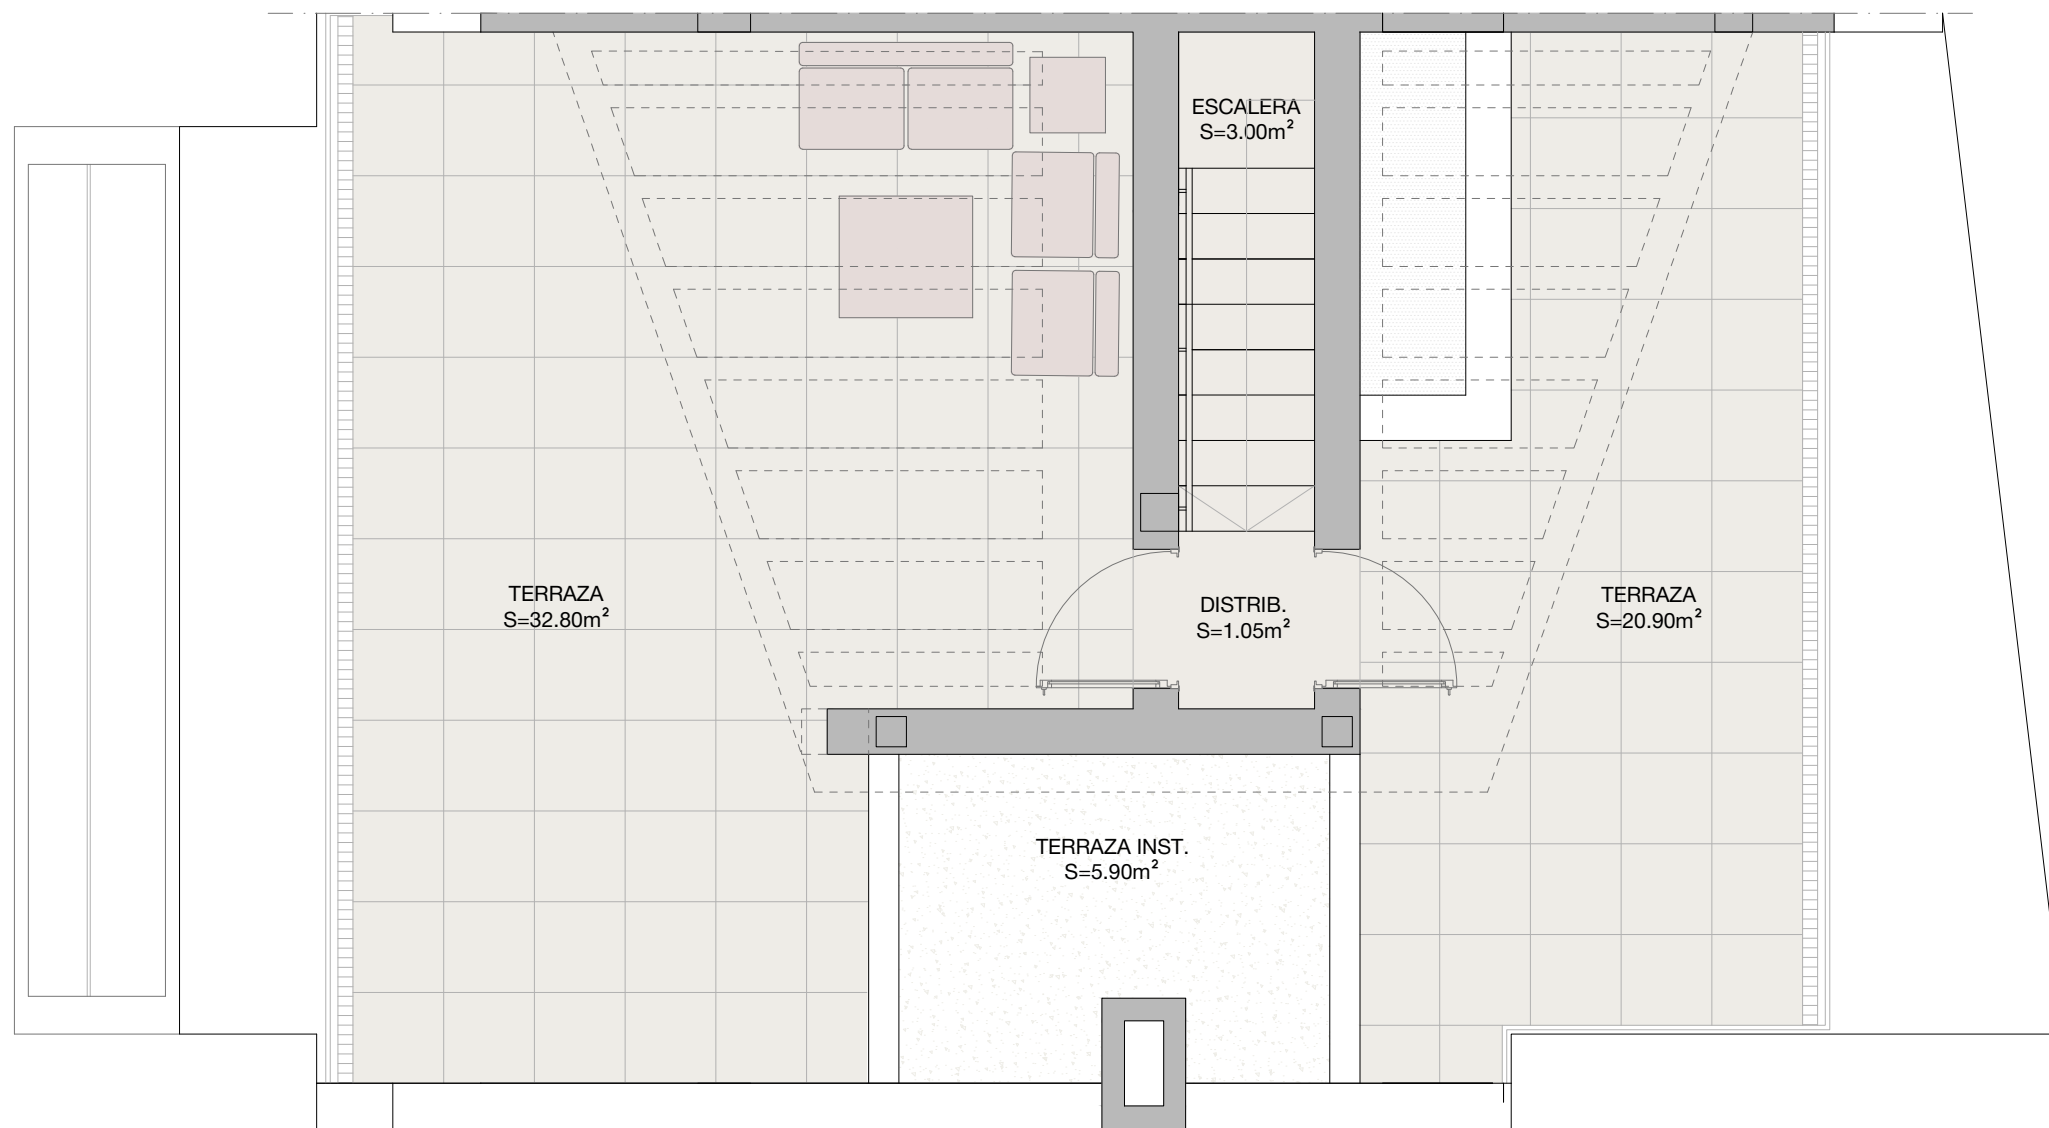 ESCALERA
S=3.00m²
TERRAZA
S=32.80m²
DISTRIB.
S=1.05m²
TERRAZA
S=20.90m²
TERRAZA INST.
S=5.90m²